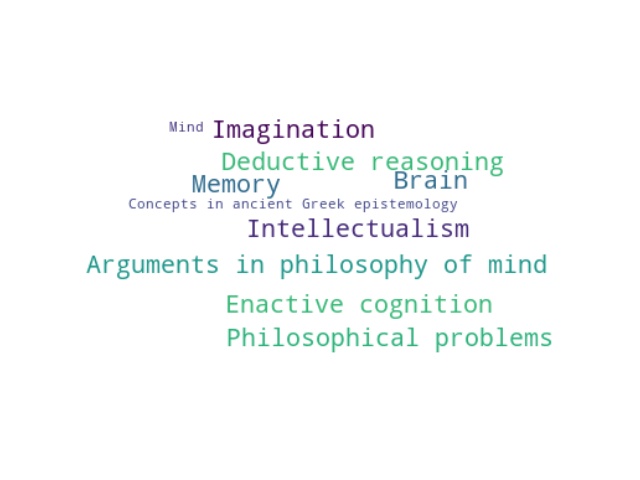 Mind Imagination
Deductive reasoning
Memory Brain
Concepts in ancient Greek epistemology
Intellectualism
Arguments in philosophy of mind
Enactive cognition
Philosophical problems